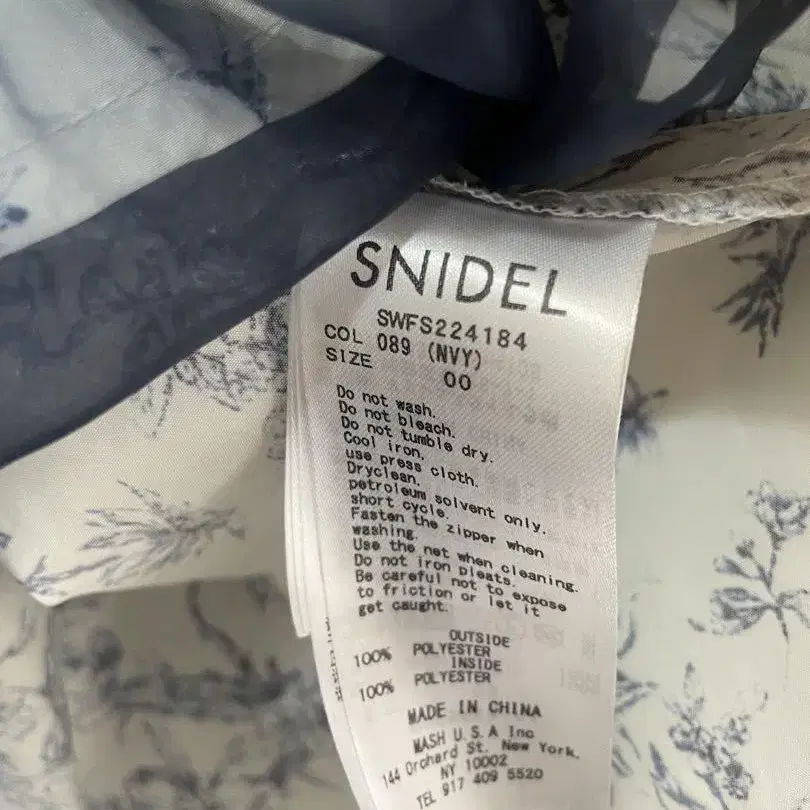 SNIDEL
SWFS224184
COL 089 (NVY)
SIZE 00
Do not wash.
Do not bleach.
Do not tumble dry.
Cool iron.
use press cloth.
Dryclean.
petroleum solvent only.
short cycle.
Fasten the zipper when
washing.
Use the net when cleaning.
Do not iron pleats.
Be careful not to expose
to friction or let it
get caught.
OUTSIDE
100% POLYESTER
INSIDE
100% POLYESTER
MADE IN CHINA
MASH U.S.A Inc
144 Orchard St. New York,
NY 10002
TEL 917 409 5520